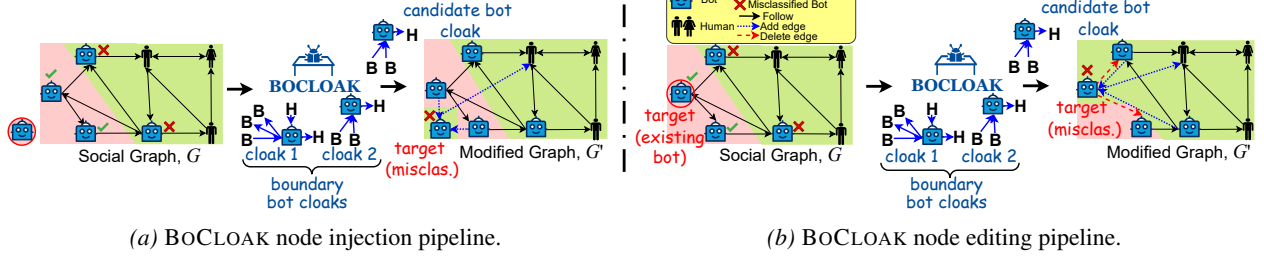 candidate bot
cloak
H
B B
BOCLOAK
B
B
B
H
H
H
B B
cloak 1
cloak 2
boundary
bot cloaks
Social Graph, G
target
(misclas.)
Modified Graph, G'
(a) BOCLOAK node injection pipeline.
Bot
Misclassified Bot
Human
Follow
Add edge
Delete edge
candidate bot
cloak
H
B B
BOCLOAK
B
B
B
H
H
H
B B
cloak 1
cloak 2
boundary
bot cloaks
target
(existing
bot)
Social Graph, G
target
(misclas.)
Modified Graph, G'
(b) BOCLOAK node editing pipeline.